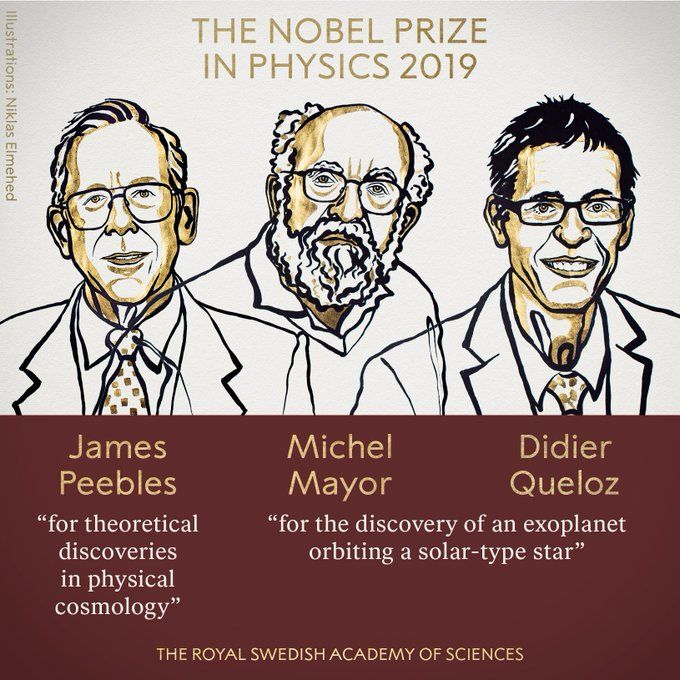 THE NOBEL PRIZE
IN PHYSICS 2019
Illustrations: Niklas Elmehed
James
Peebles
“for theoretical
discoveries
in physical
cosmology”
Michel
Mayor
Didier
Queloz
“for the discovery of an exoplanet
orbiting a solar-type star”
THE ROYAL SWEDISH ACADEMY OF SCIENCES